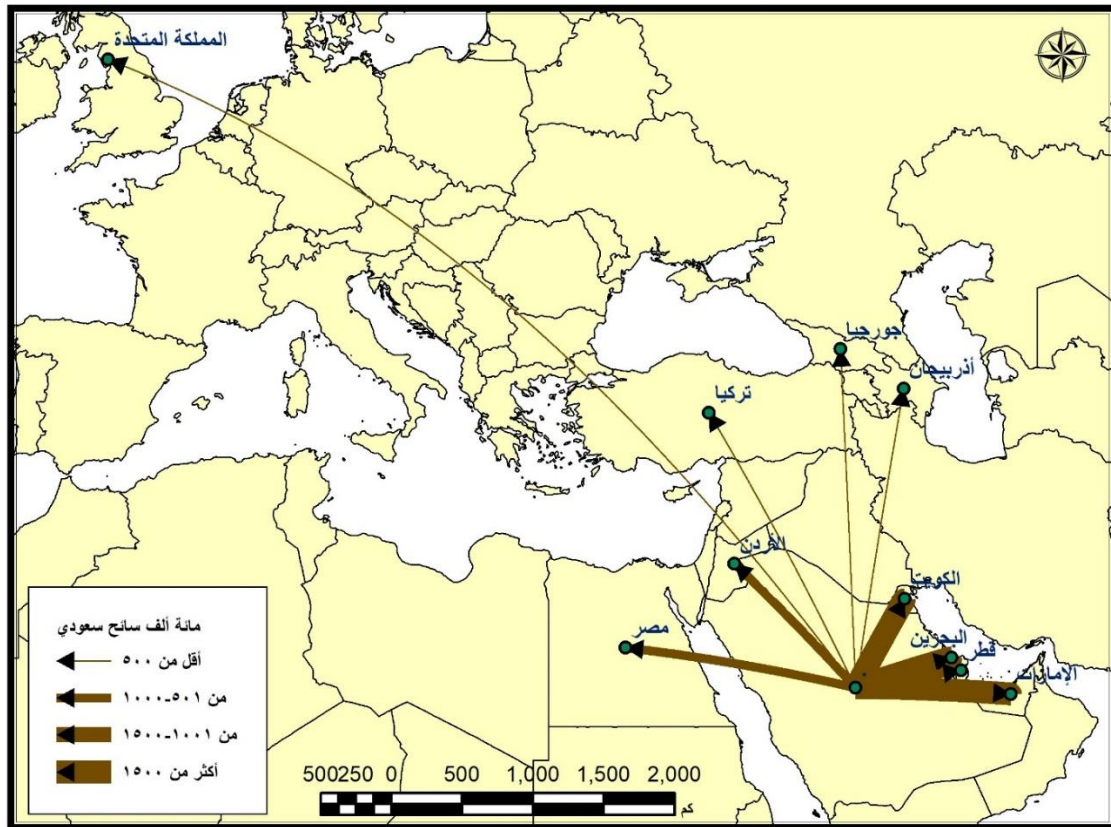 المملكة المتحدة
جورجيا
أذربيجان
تركيا
الأردن
الكويت
مصر
البحرين
قطر
الإمارات
مائة ألف سائح سعودي
أقل من ٥٠٠
من ٥٠١-١٠٠٠
من ١٠٠١-١٥٠٠
أكثر من ١٥٠٠
500250 0 500 1,000 1,500 2,000
كم